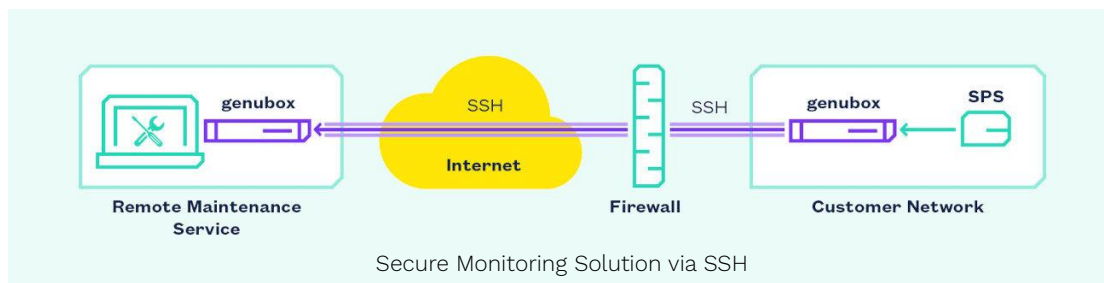 genubox
SSH
SSH
genubox
SPS
Internet
Remote Maintenance
Service
Firewall
Customer Network
Secure Monitoring Solution via SSH